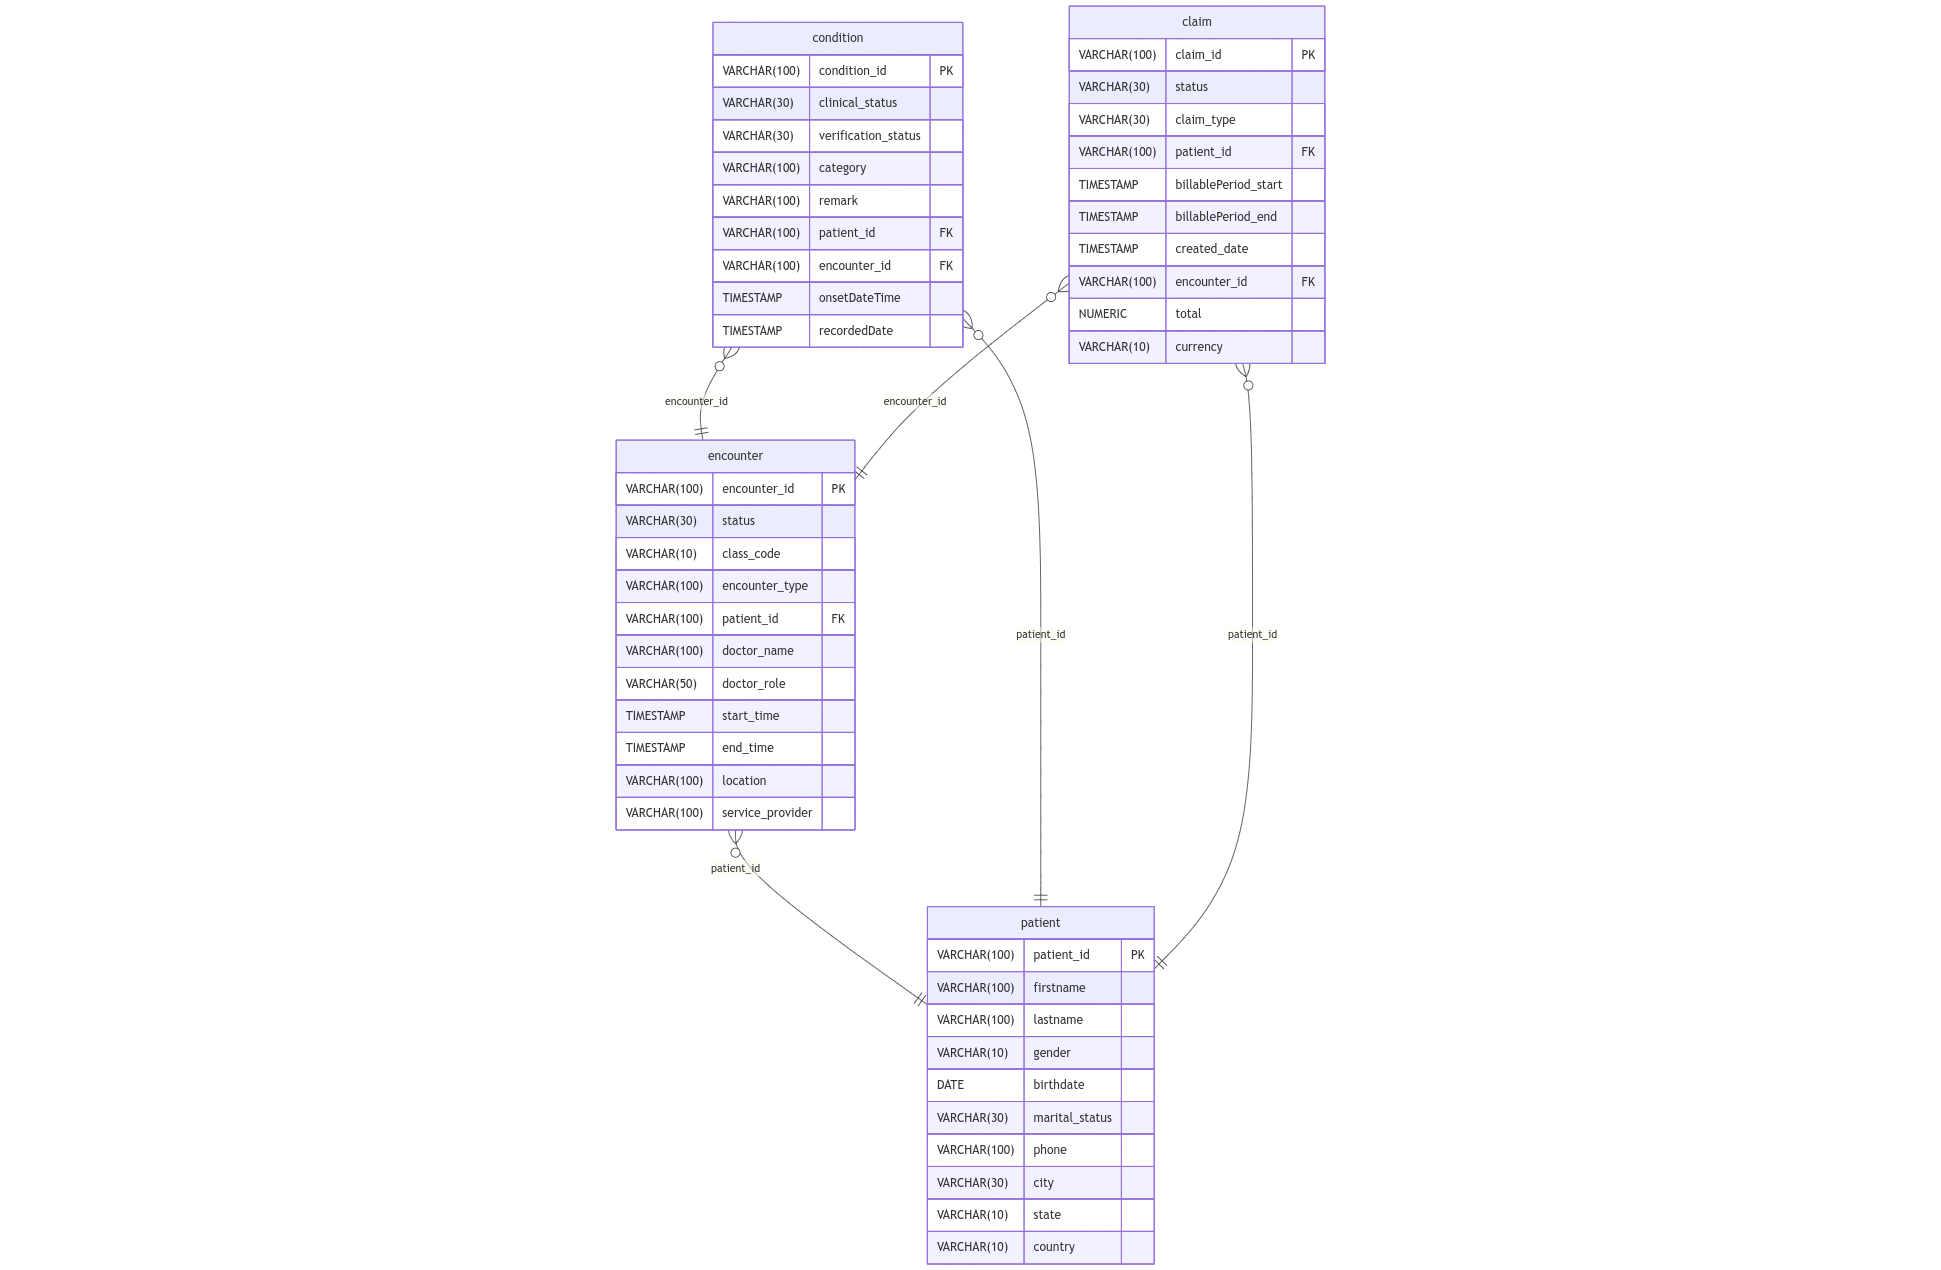 condition
VARCHAR(100) condition_id PK
VARCHAR(30) clinical_status
VARCHAR(30) verification_status
VARCHAR(100) category
VARCHAR(100) remark
VARCHAR(100) patient_id FK
VARCHAR(100) encounter_id FK
TIMESTAMP onsetDateTime
TIMESTAMP recordedDate
claim
VARCHAR(100) claim_id PK
VARCHAR(30) status
VARCHAR(30) claim_type
VARCHAR(100) patient_id FK
TIMESTAMP billablePeriod_start
TIMESTAMP billablePeriod_end
TIMESTAMP created_date
VARCHAR(100) encounter_id FK
NUMERIC total
VARCHAR(10) currency
encounter_id
encounter_id
encounter
VARCHAR(100) encounter_id PK
VARCHAR(30) status
VARCHAR(10) class_code
VARCHAR(100) encounter_type
VARCHAR(100) patient_id FK
VARCHAR(100) doctor_name
VARCHAR(50) doctor_role
TIMESTAMP start_time
TIMESTAMP end_time
VARCHAR(100) location
VARCHAR(100) service_provider
patient_id
patient_id
patient_id
patient
VARCHAR(100) patient_id PK
VARCHAR(100) firstname
VARCHAR(100) lastname
VARCHAR(10) gender
DATE birthdate
VARCHAR(30) marital_status
VARCHAR(100) phone
VARCHAR(30) city
VARCHAR(10) state
VARCHAR(10) country